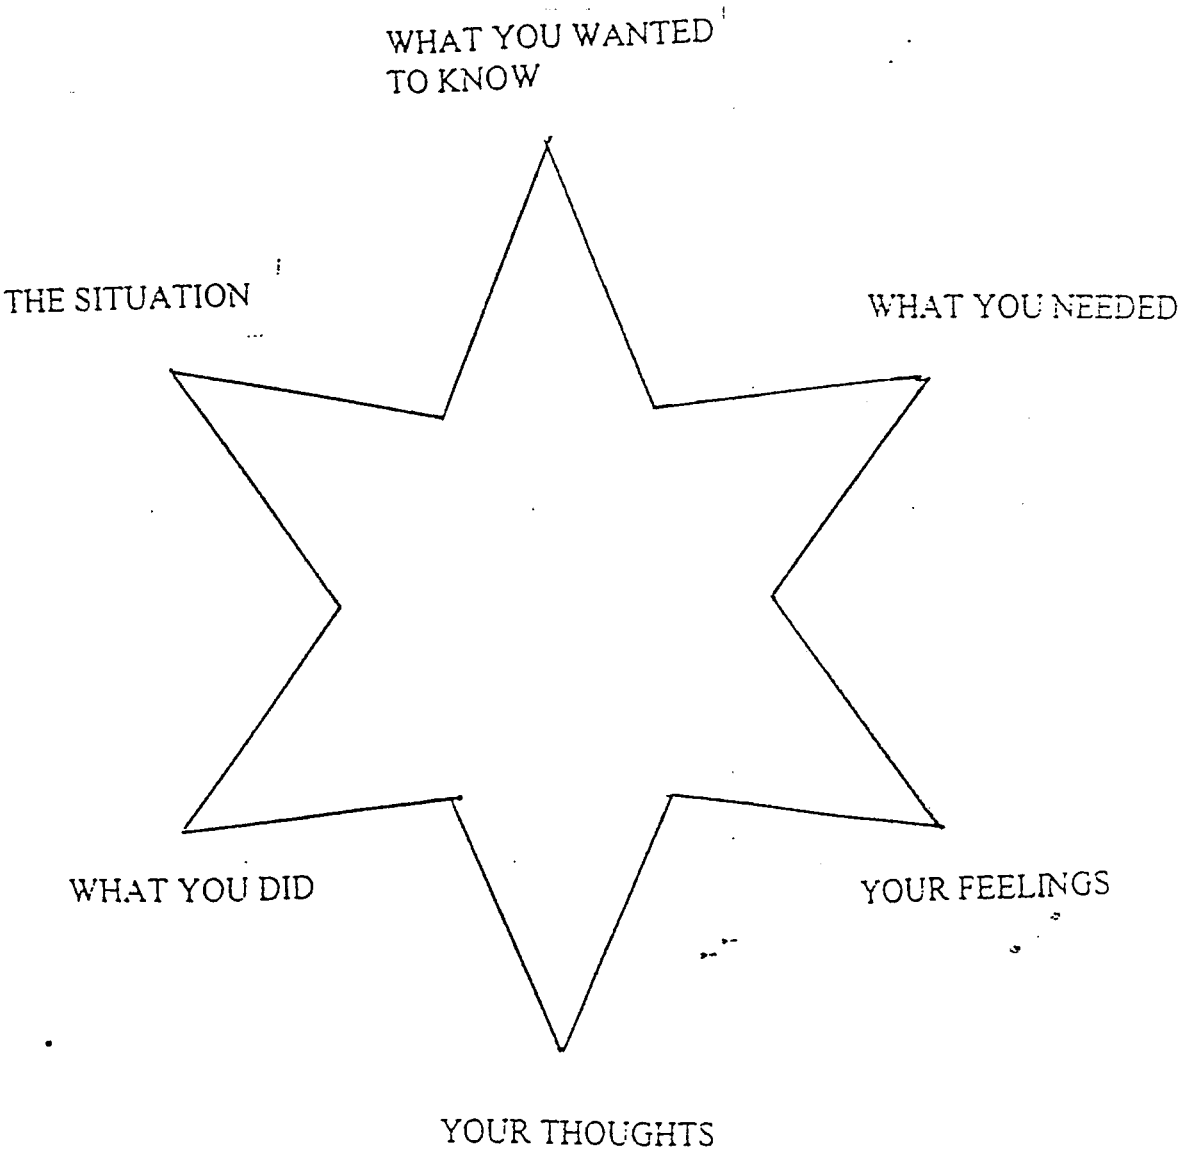 WHAT YOU WANTED
TO KNOW
THE SITUATION
WHAT YOU NEEDED
WHAT YOU DID
YOUR FEELINGS
YOUR THOUGHTS